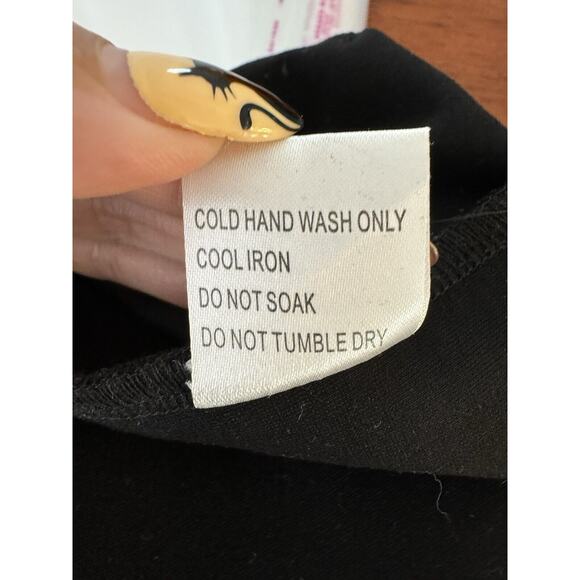 COLD HAND WASH ONLY
COOL IRON
DO NOT SOAK
DO NOT TUMBLE DRY